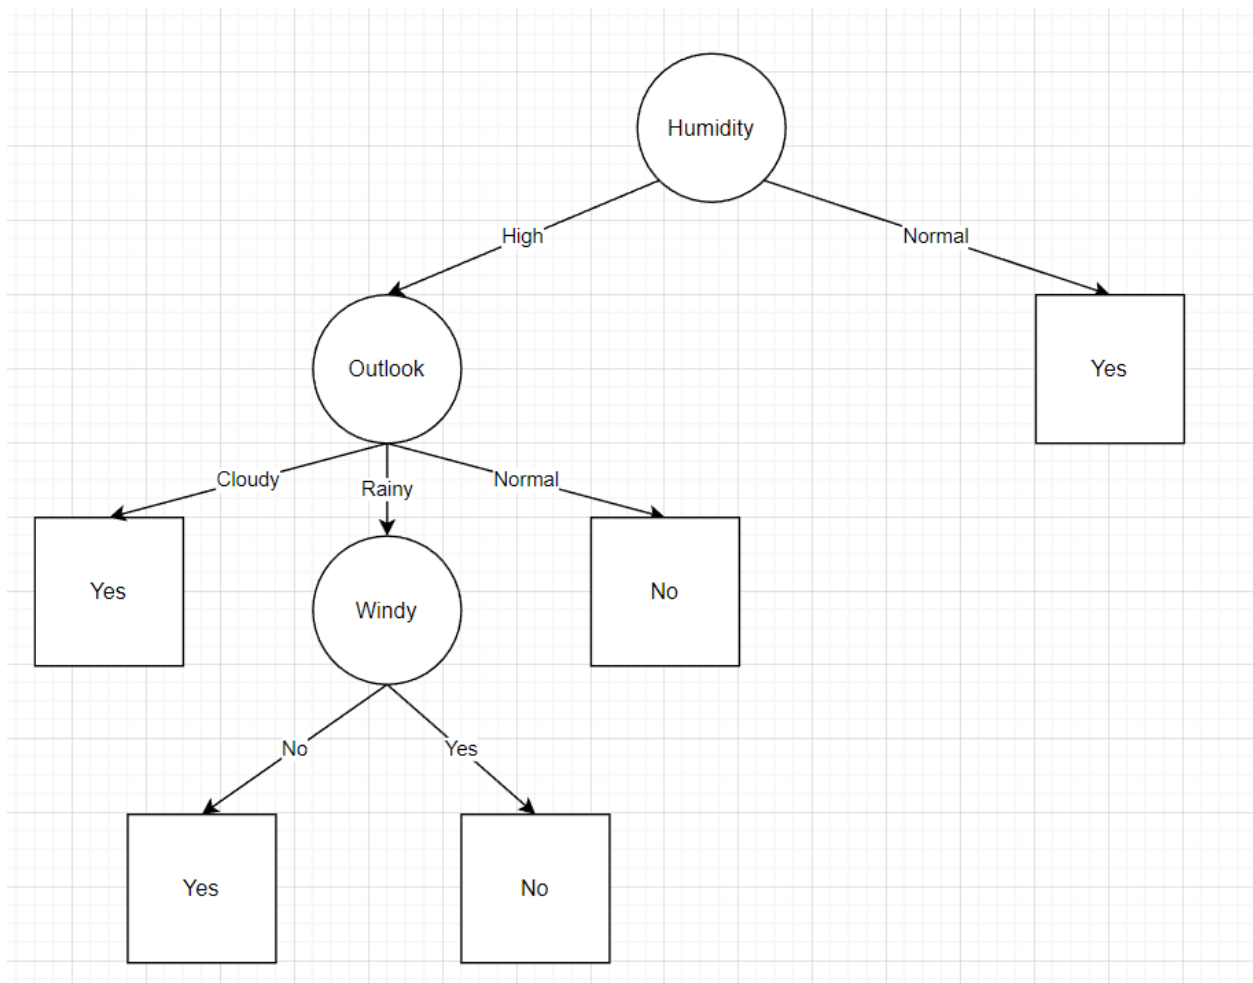 Humidity
High
Normal
Outlook
Yes
Cloudy
Rainy
Normal
Yes
Windy
No
No
Yes
Yes
No